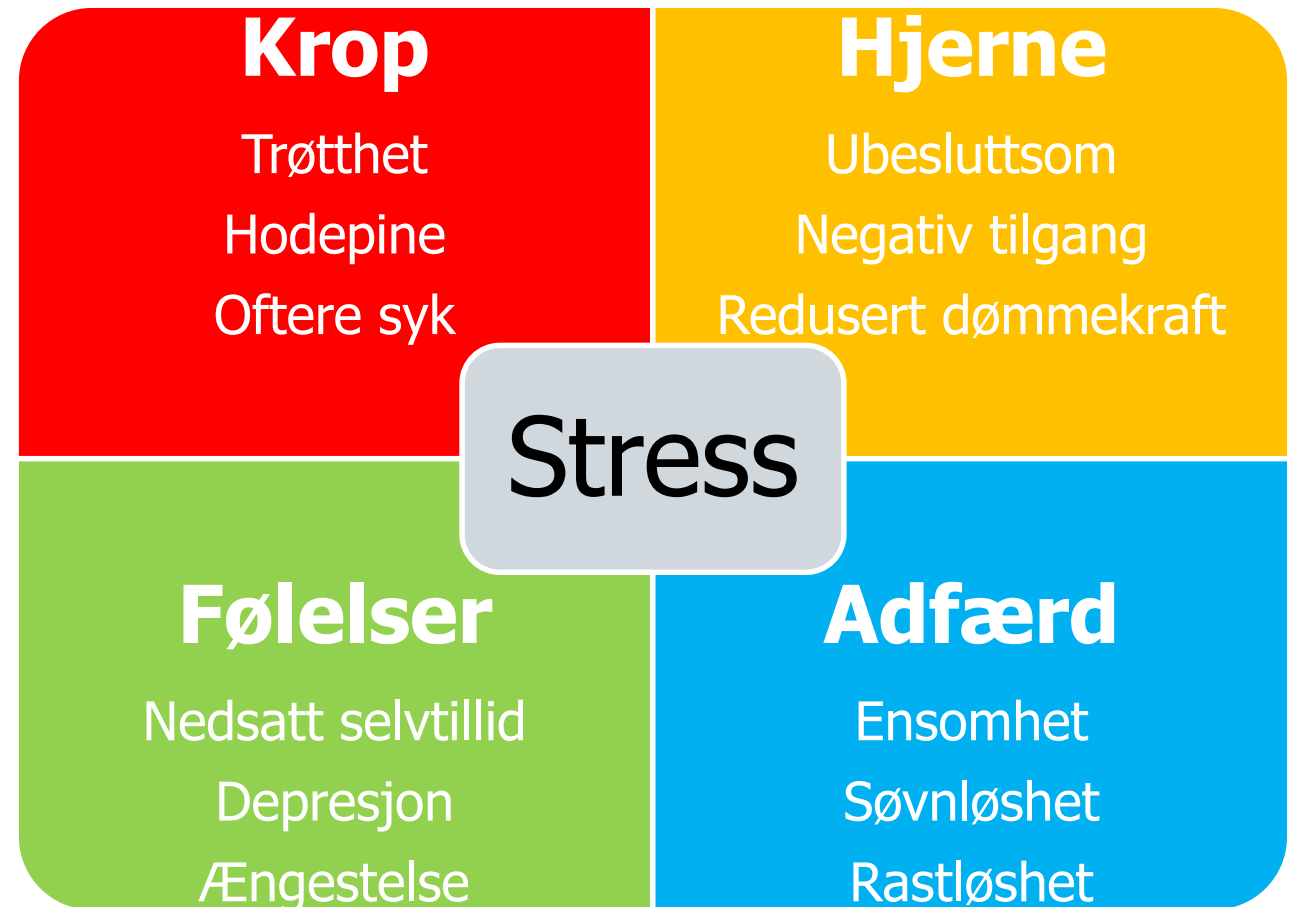 Krop
Trøtthet
Hodepine
Oftere syk
Hjerne
Ubesluttsom
Negativ tilgang
Redusert dømmekraft
Stress
Følelser
Nedsatt selvtillid
Depresjon
Ængestelse
Adfærd
Ensomhet
Søvnløshet
Rastløshet